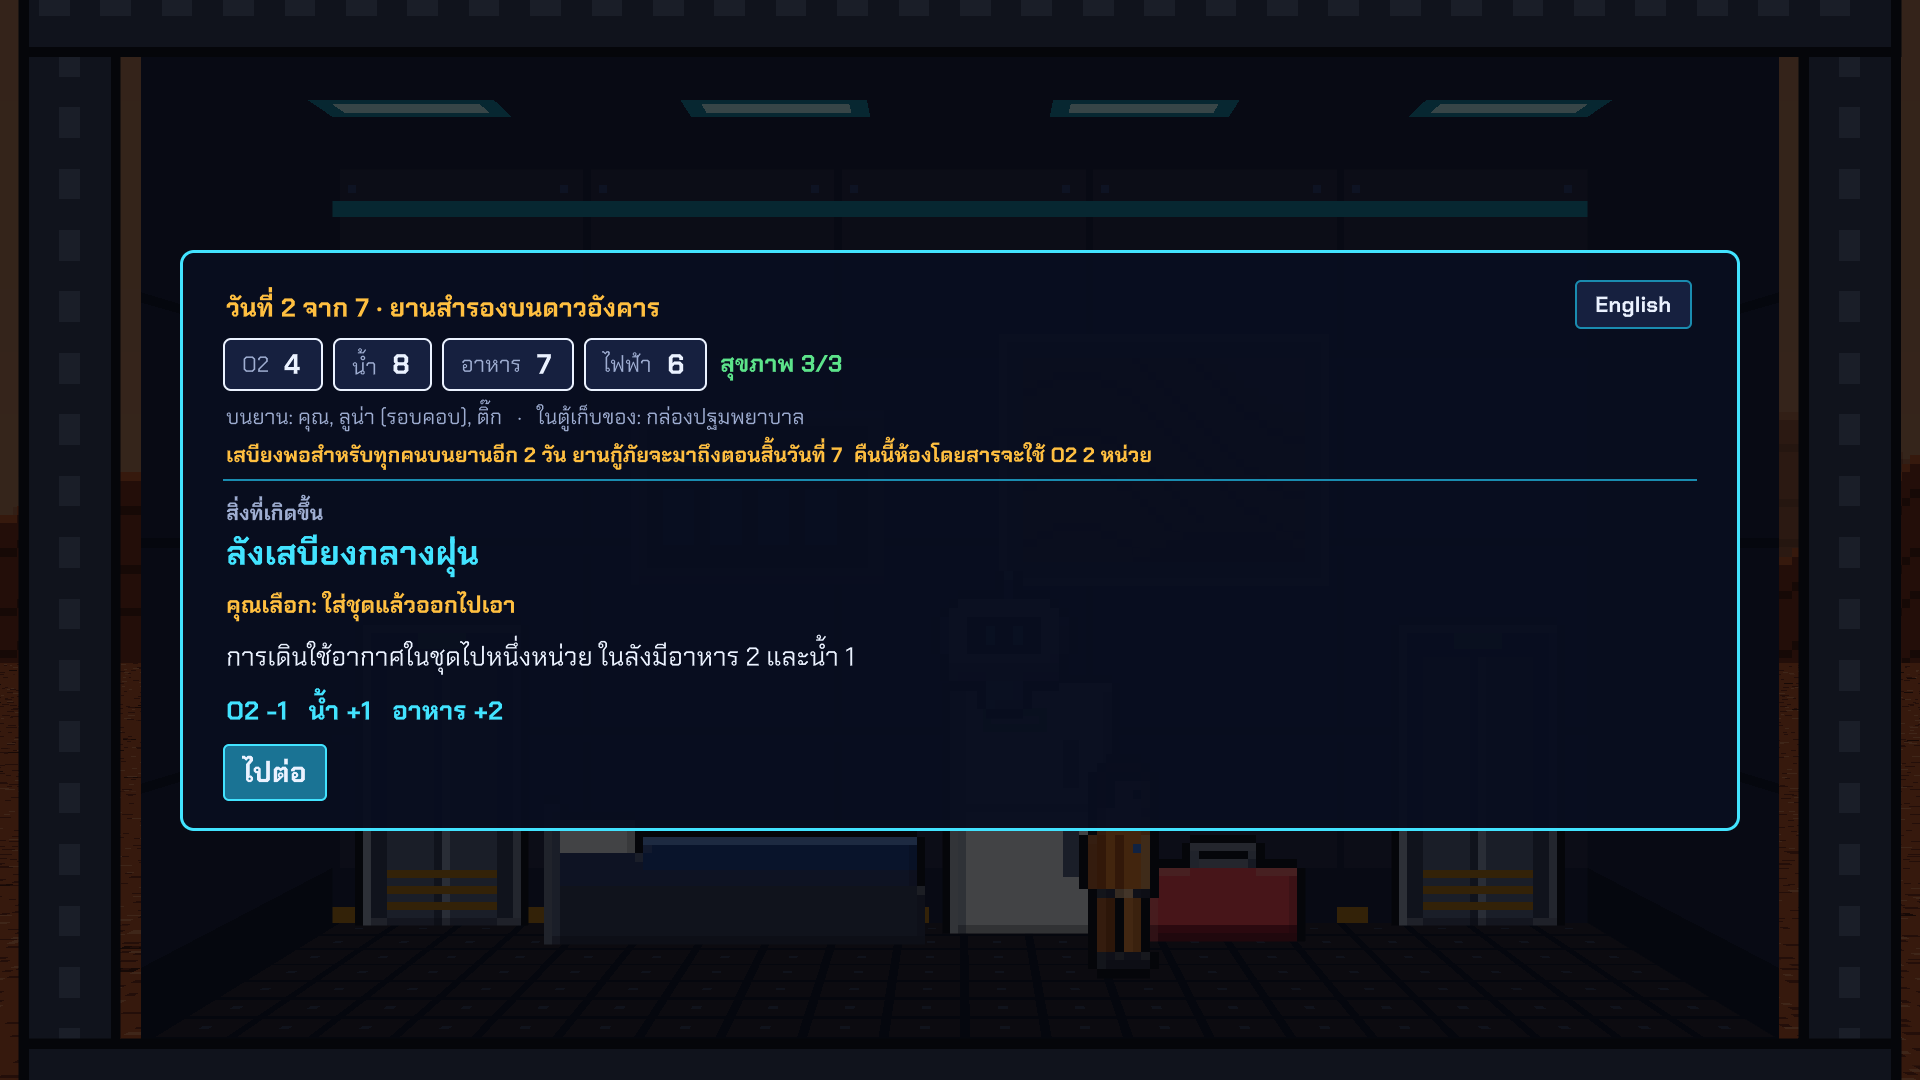 วันที่ 2 จาก 7 · ยานสำรองบนดาวอังคาร
English
O2 4 น้ำ 8 อาหาร 7 ไฟฟ้า 6 สุขภาพ 3/3
บนยาน: คุณ, ลูน่า (รอบคอบ), ติ๊ก · ในตู้เก็บของ: กล่องปฐมพยาบาล
เสบียงพอสำหรับทุกคนบนยานอีก 2 วัน ยานกู้ภัยจะมาถึงตอนสิ้นวันที่ 7 คืนนี้ห้องโดยสารจะใช้ O2 2 หน่วย
สิ่งที่เกิดขึ้น
ลังเสบียงกลางฝุ่น
คุณเลือก: ใส่ชุดแล้วออกไปเอา
การเดินใช้อากาศในชุดไปหนึ่งหน่วย ในลังมีอาหาร 2 และน้ำ 1
O2 -1 น้ำ +1 อาหาร +2
ไปต่อ